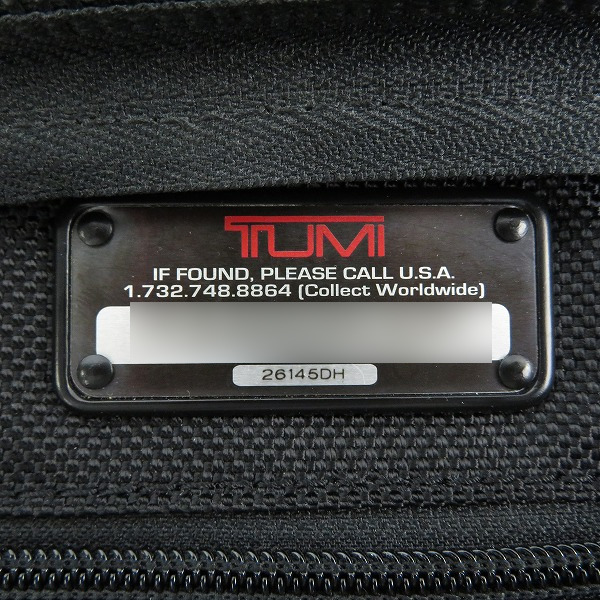 TUMI
IF FOUND, PLEASE CALL U.S.A.
1.732.748.8864 (Collect Worldwide)
26145DH